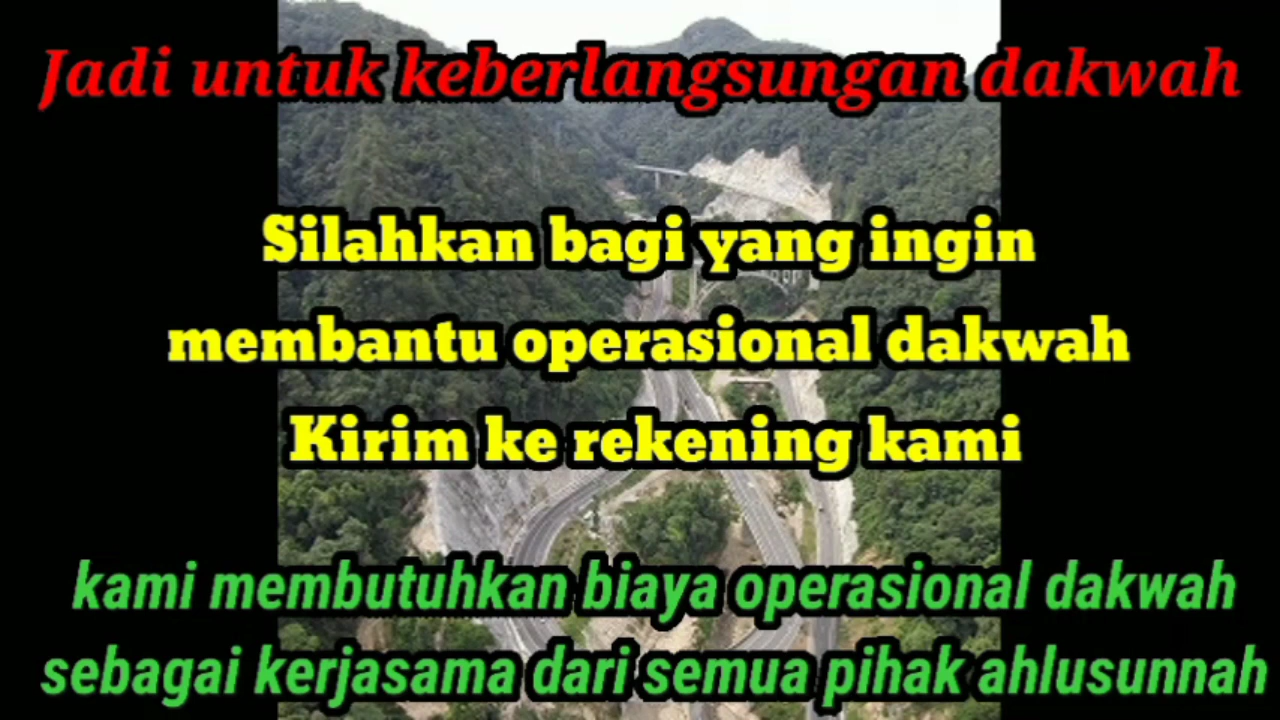 Jadi untuk keberlangsungan dakwah
Silahkan bagi yang ingin
membantu operasional dakwah
Kirim ke rekening kami
kami membutuhkan biaya operasional dakwah
sebagai kerjasama dari semua pihak ahlusunnah